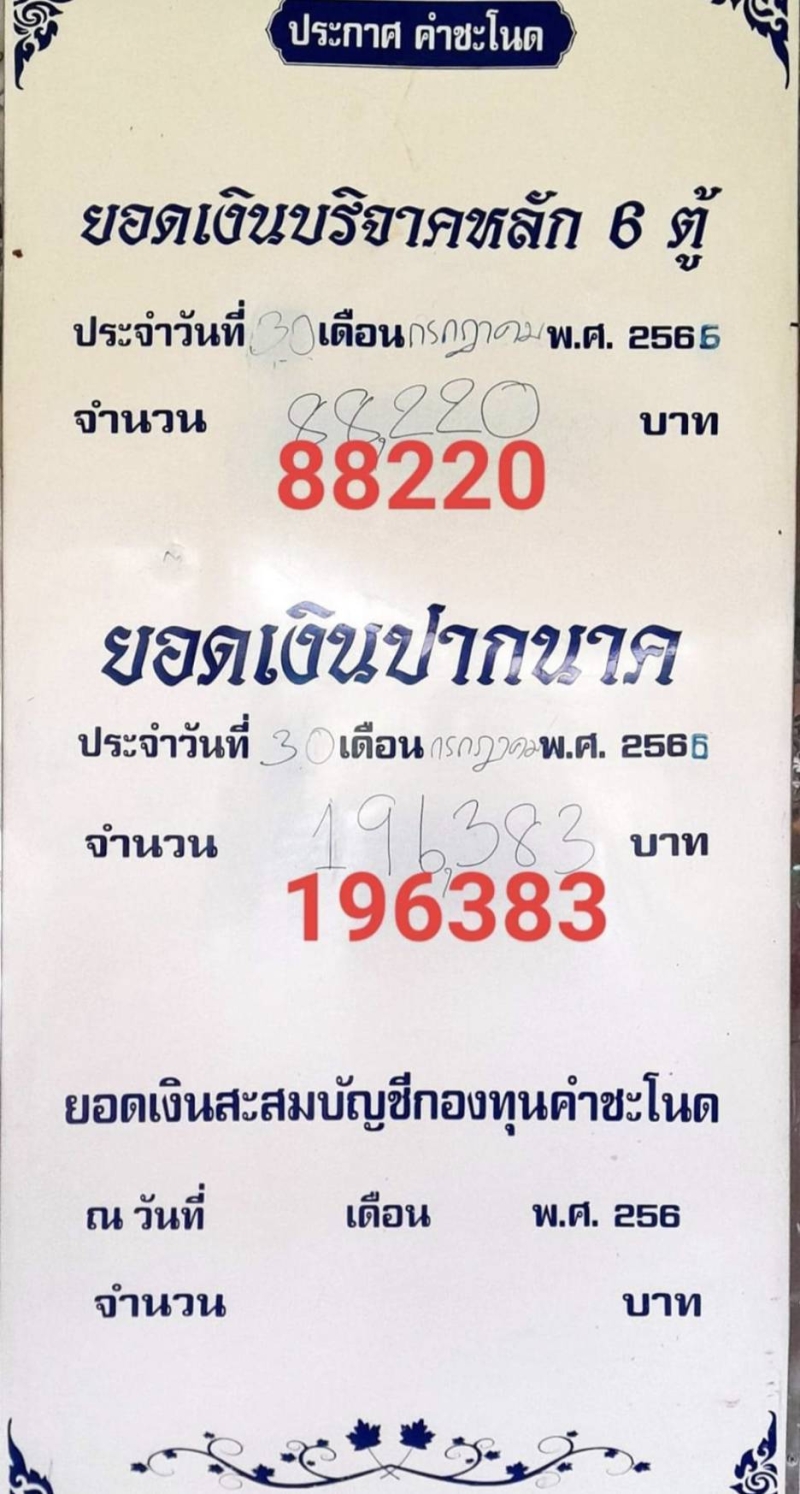 ประกาศ คำชะโนด
ยอดเงินบริจาคหลัก 6 ตู้
ประจำวันที่ 30 เดือน กรกฎาคม พ.ศ. 2566
จำนวน 88,220 บาท
88220
ยอดเงินปากนาค
ประจำวันที่ 30 เดือน กรกฎาคม พ.ศ. 2566
จำนวน 196,383 บาท
196383
ยอดเงินสะสมบัญชีกองทุนคำชะโนด
ณ วันที่ เดือน พ.ศ. 256
จำนวน บาท